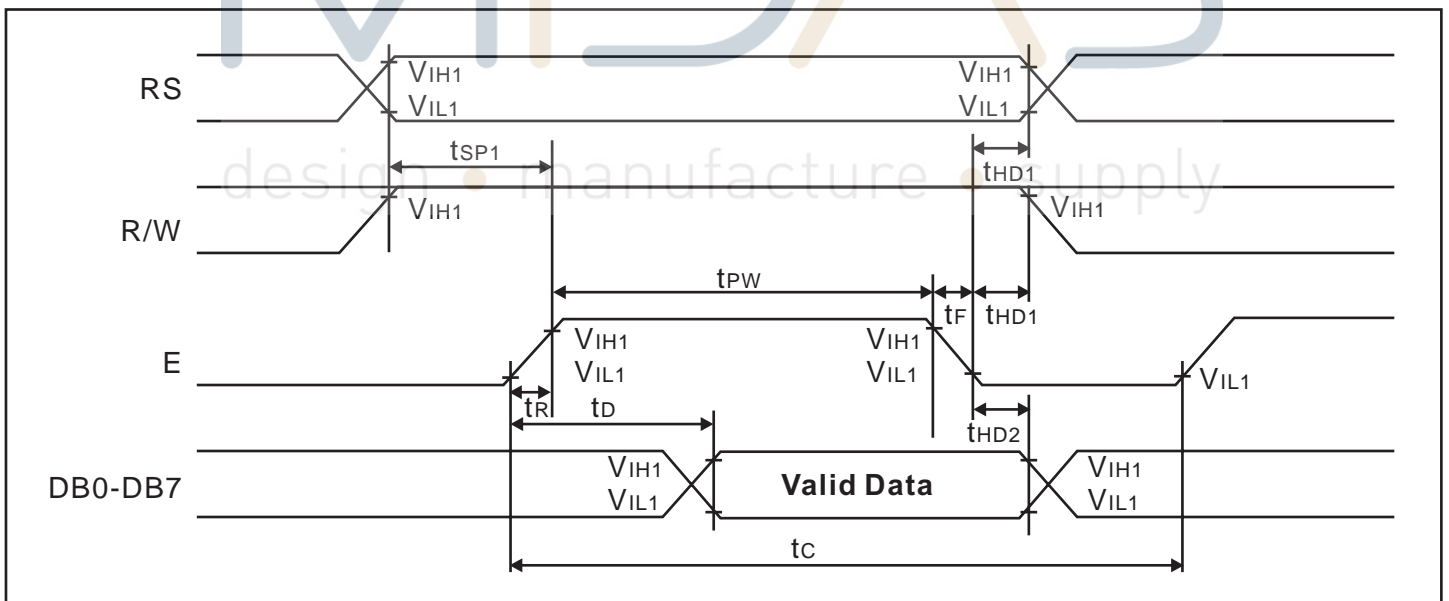 MIDAS
design • manufacture • supply
RS
VIH1
VIL1
VIH1
VIL1
tSP1
tHD1
R/W
VIH1
VIH1
tPW
tF
tHD1
E
VIH1
VIL1
VIH1
VIL1
VIL1
tR
tD
tHD2
DB0-DB7
VIH1
VIL1
Valid Data
VIH1
VIL1
tC